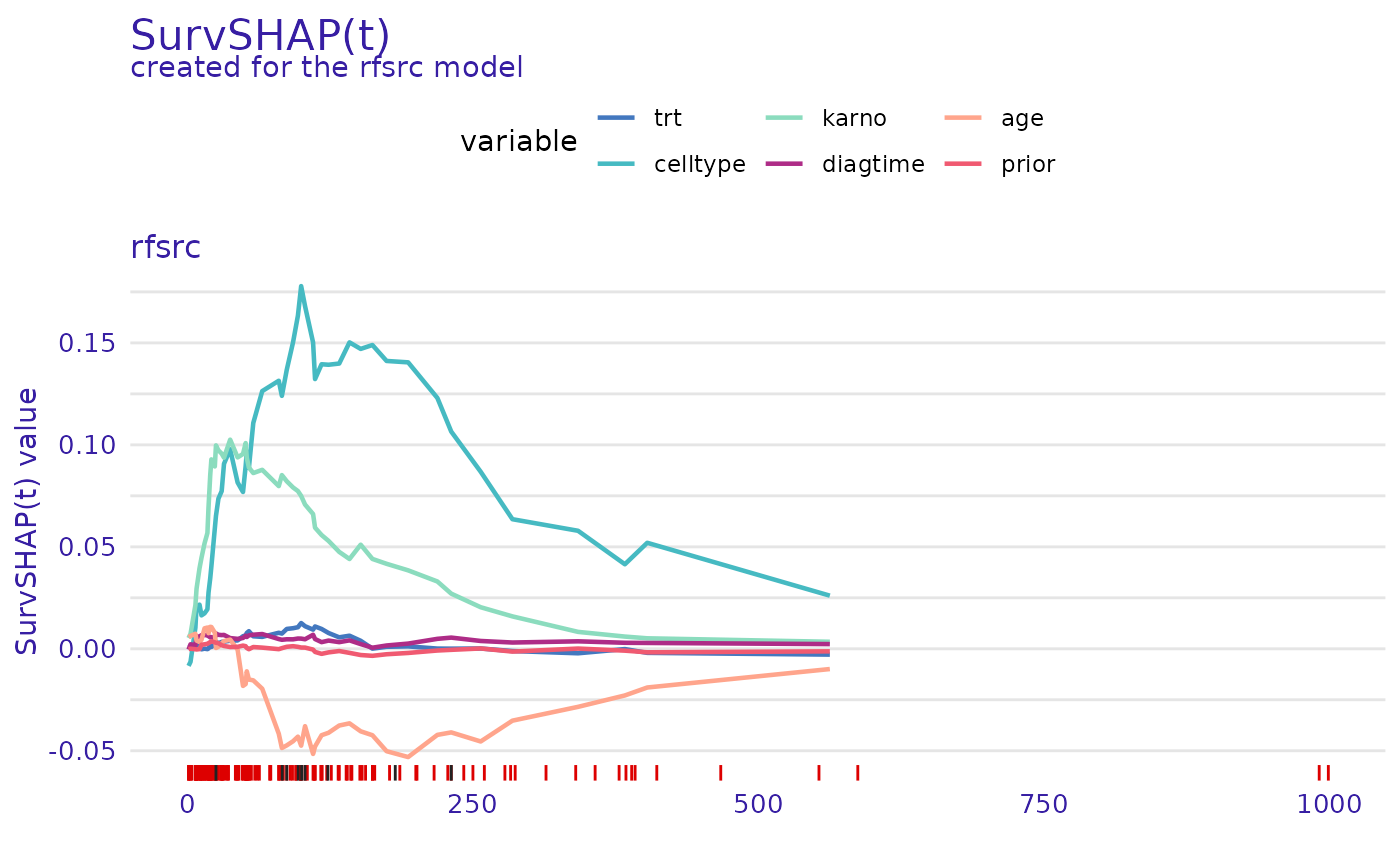 SurvSHAP(t)
created for the rfsrc model
variable
trt
karno
age
celltype
diagtime
prior
rfsrc
SurvSHAP(t) value
0.15
0.10
0.05
0.00
-0.05
0 250 500 750 1000